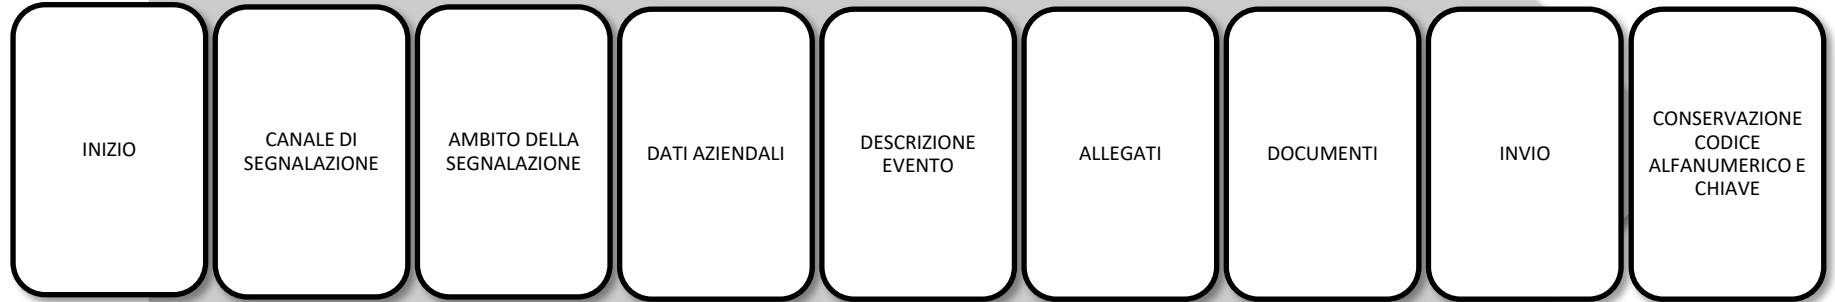 INIZIO
CANALE DI
SEGNALAZIONE
AMBITO DELLA
SEGNALAZIONE
DATI AZIENDALI
DESCRIZIONE
EVENTO
ALLEGATI
DOCUMENTI
INVIO
CONSERVAZIONE
CODICE
ALFANUMERICO E
CHIAVE